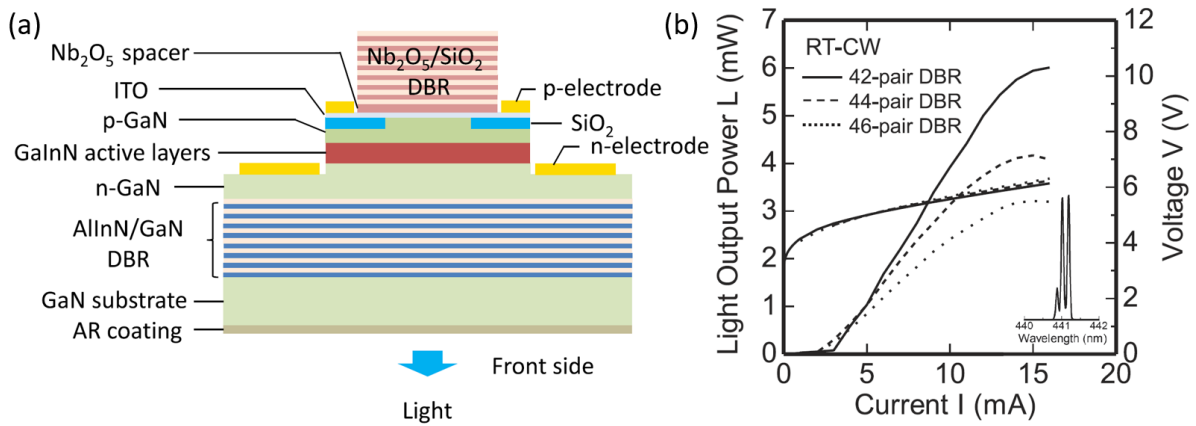 (a)
Nb₂O₅ spacer
ITO
p-GaN
GaInN active layers
n-GaN
AlInN/GaN
DBR
GaN substrate
AR coating
Nb₂O₅/SiO₂
DBR
p-electrode
SiO₂
n-electrode
Front side
Light
(b)
Light Output Power L (mW)
7
6
5
4
3
2
1
0
RT-CW
42-pair DBR
44-pair DBR
46-pair DBR
12
10
8
6
4
2
0
Voltage V (V)
440 441 442
Wavelength (nm)
0 5 10 15 20
Current I (mA)